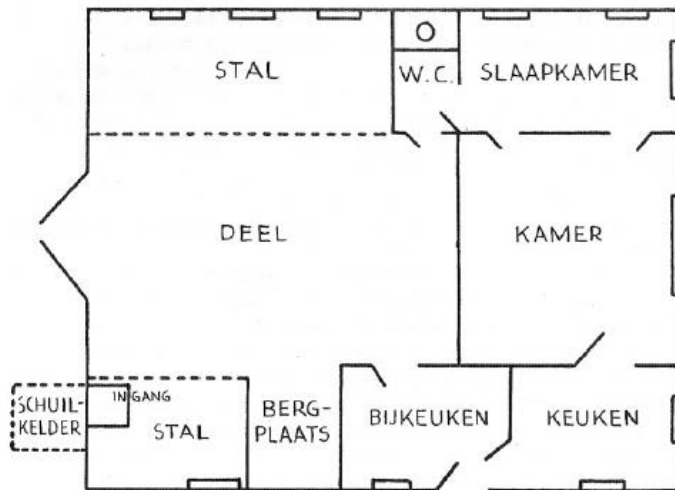 STAL
W.C.
SLAAPKAMER
DEEL
KAMER
SCHUIL-
KELDER
INGANG
STAL
BERG-
PLAATS
BIJKEUKEN
KEUKEN